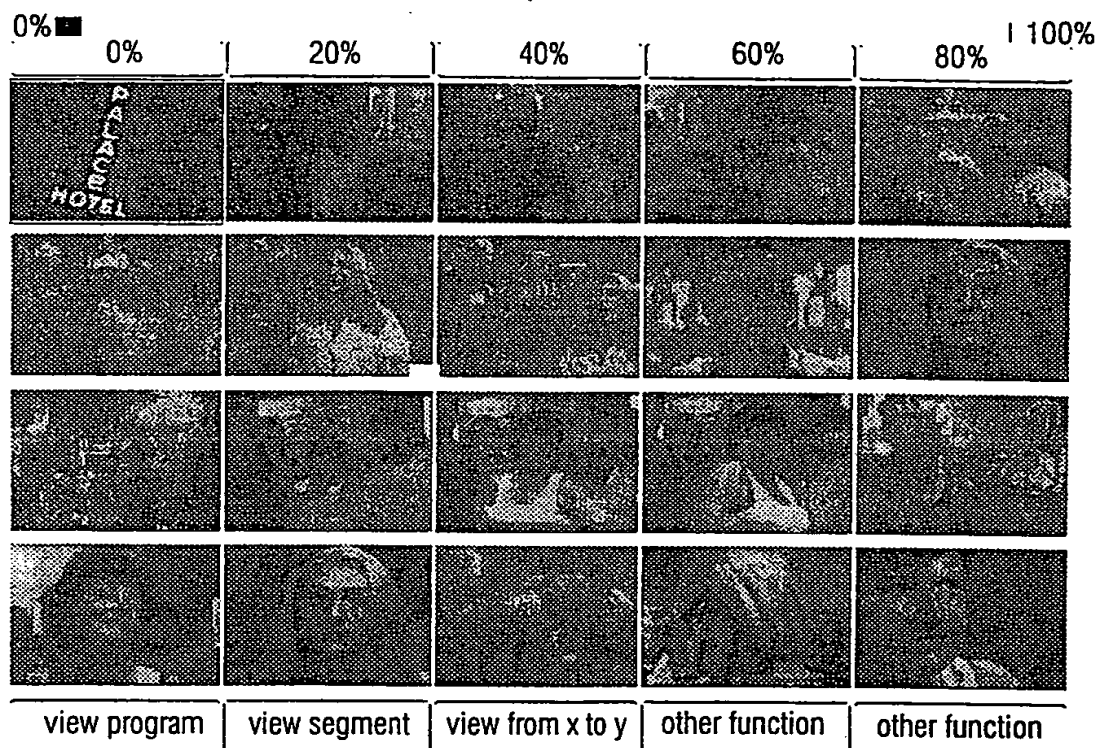 0% 100%
0% 20% 40% 60% 80%
PALACE
HOTEL
view program view segment view from x to y other function other function